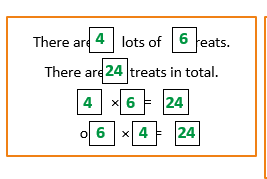 There are 4 lots of 6 reats.
There are 24 treats in total.
4 × 6 = 24
o 6 × 4 = 24